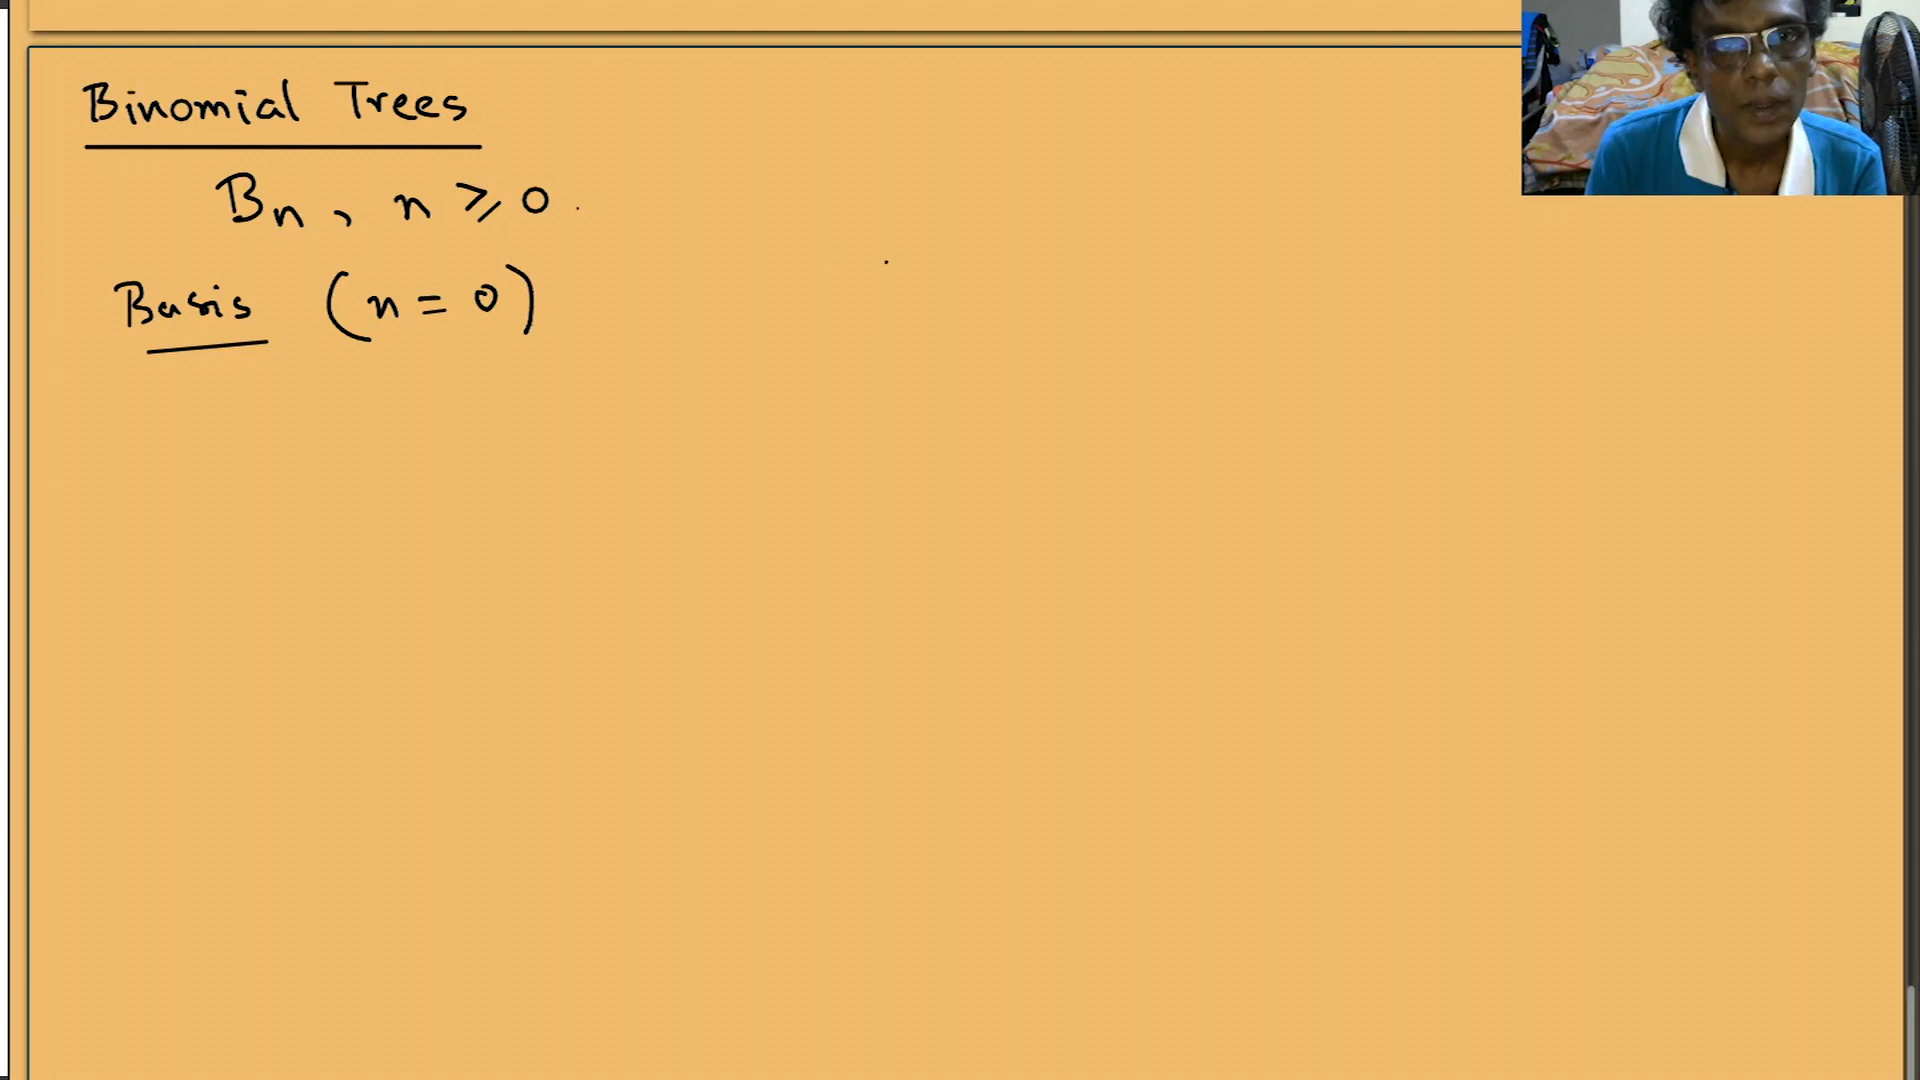 Binomial Trees
Bn, n ⩾ 0.
Basis (n = 0)